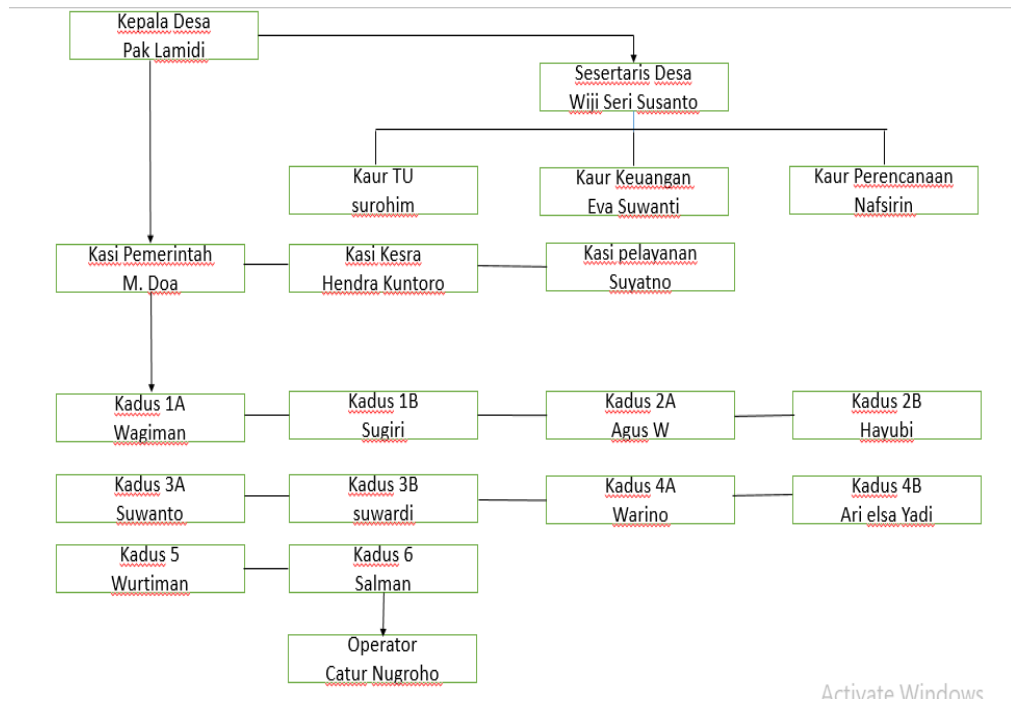 Kepala Desa
Pak Lamidi
Sesertaris Desa
Wiji Seri Susanto
Kaur TU
surohim
Kaur Keuangan
Eva Suwanti
Kaur Perencanaan
Nafsirin
Kasi Pemerintah
M. Doa
Kasi Kesra
Hendra Kuntoro
Kasi pelayanan
Suyatno
Kadus 1A
Wagiman
Kadus 1B
Sugiri
Kadus 2A
Agus W
Kadus 2B
Hayubi
Kadus 3A
Suwanto
Kadus 3B
suwardi
Kadus 4A
Warino
Kadus 4B
Ari elsa Yadi
Kadus 5
Wurtiman
Kadus 6
Salman
Operator
Catur Nugroho
Activate Windows